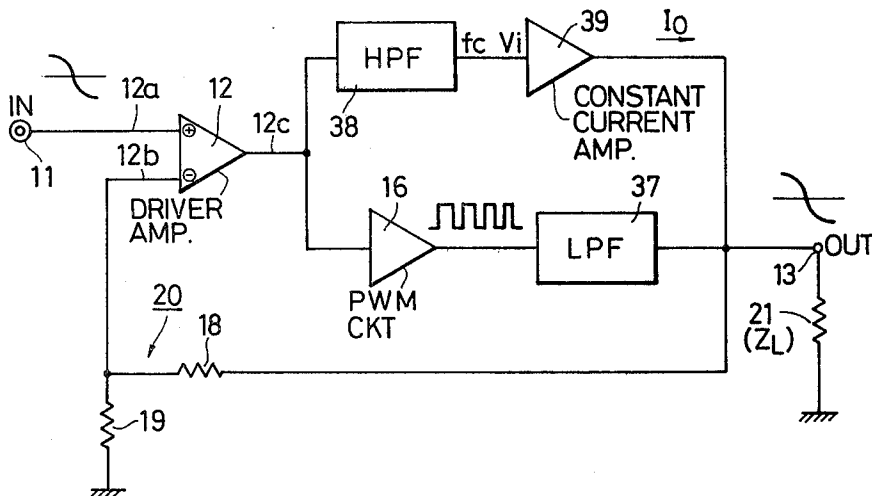 IN
11
12a
12b
12
⊕
⊖
DRIVER
AMP.
12c
HPF
38
fc Vi
39
CONSTANT
CURRENT
AMP.
I0
16
PWM
CKT
37
LPF
OUT
13
21
(ZL)
20
18
19